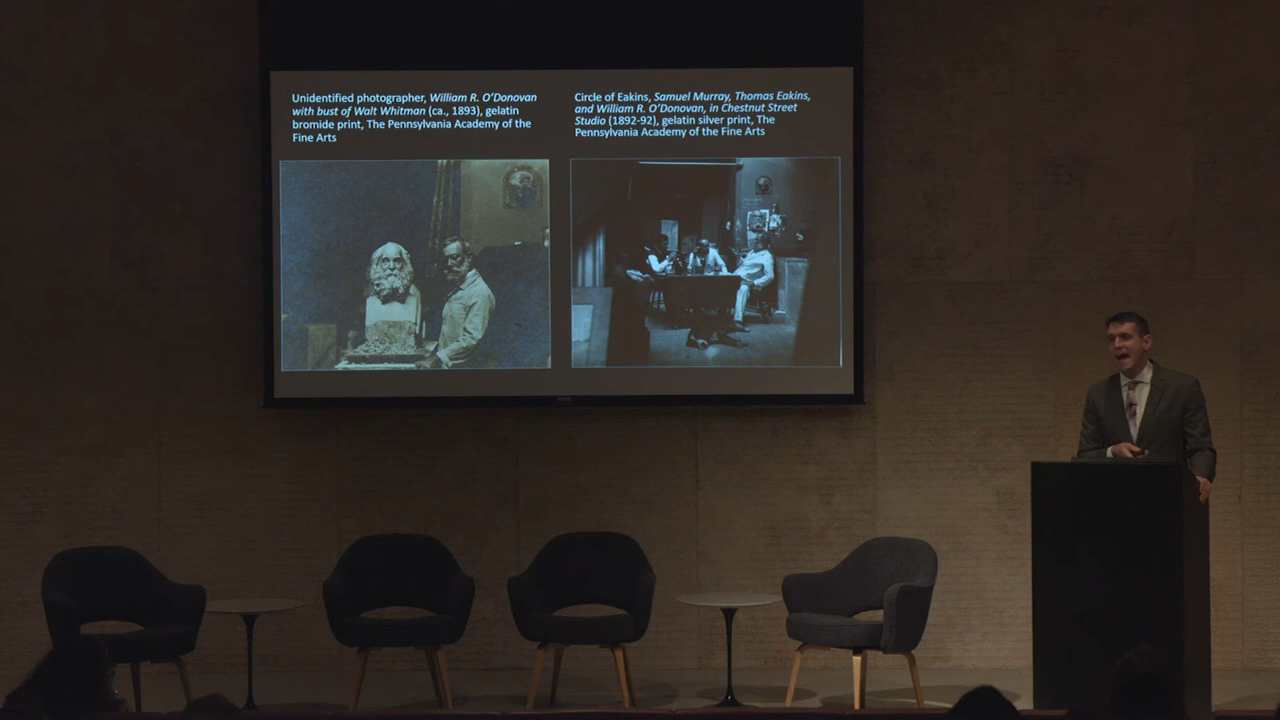 Unidentified photographer, William R. O'Donovan
with bust of Walt Whitman (ca., 1893), gelatin
bromide print, The Pennsylvania Academy of the
Fine Arts
Circle of Eakins, Samuel Murray, Thomas Eakins,
and William R. O'Donovan, in Chestnut Street
Studio (1892-92), gelatin silver print, The
Pennsylvania Academy of the Fine Arts